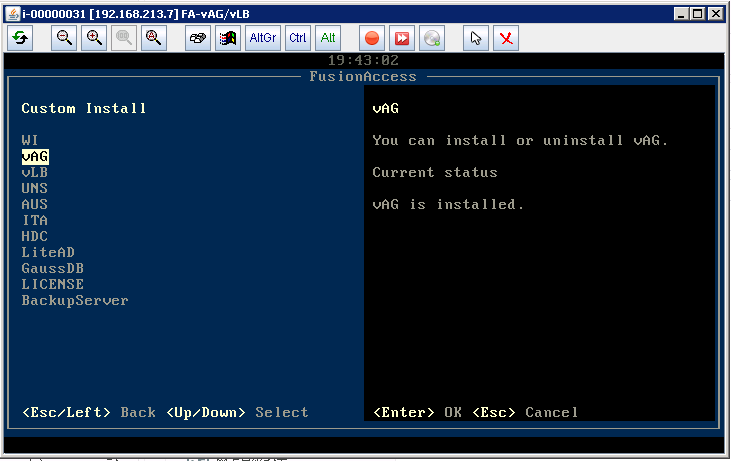 i-00000031 [192.168.213.7] FA-vAG/vLB
AltGr Ctrl Alt
19:43:02
FusionAccess
Custom Install
WI
vAG
vLB
UNS
AUS
ITA
HDC
LiteAD
GaussDB
LICENSE
BackupServer
<Esc/Left> Back <Up/Down> Select
vAG
You can install or uninstall vAG.
Current status
vAG is installed.
<Enter> OK <Esc> Cancel